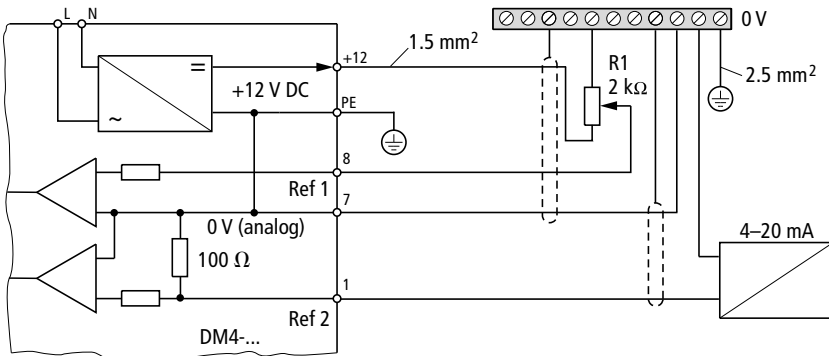 L N
0 V
+12
1.5 mm²
R1
2 kΩ
2.5 mm²
=
+12 V DC
~
PE
8
Ref 1
7
0 V (analog)
4–20 mA
100 Ω
1
Ref 2
DM4-...